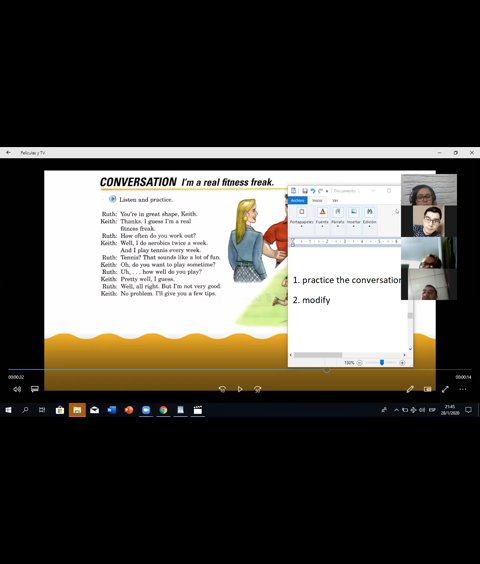 Películas y TV
CONVERSATION I'm a real fitness freak.
Listen and practice.
Ruth: You're in great shape, Keith.
Keith: Thanks. I guess I'm a real
fitness freak.
Ruth: How often do you work out?
Keith: Well, I do aerobics twice a week.
And I play tennis every week.
Ruth: Tennis? That sounds like a lot of fun.
Keith: Oh, do you want to play sometime?
Ruth: Uh, . . . how well do you play?
Keith: Pretty well, I guess.
Ruth: Well, all right. But I'm not very good.
Keith: No problem. I'll give you a few tips.
Archivo Inicio Ver
Portapapeles Fuente Párrafo Insertar Edición
1. practice the conversation
2. modify
100%
0:00:32
0:00:14
ESP
21:45
28/1/2020